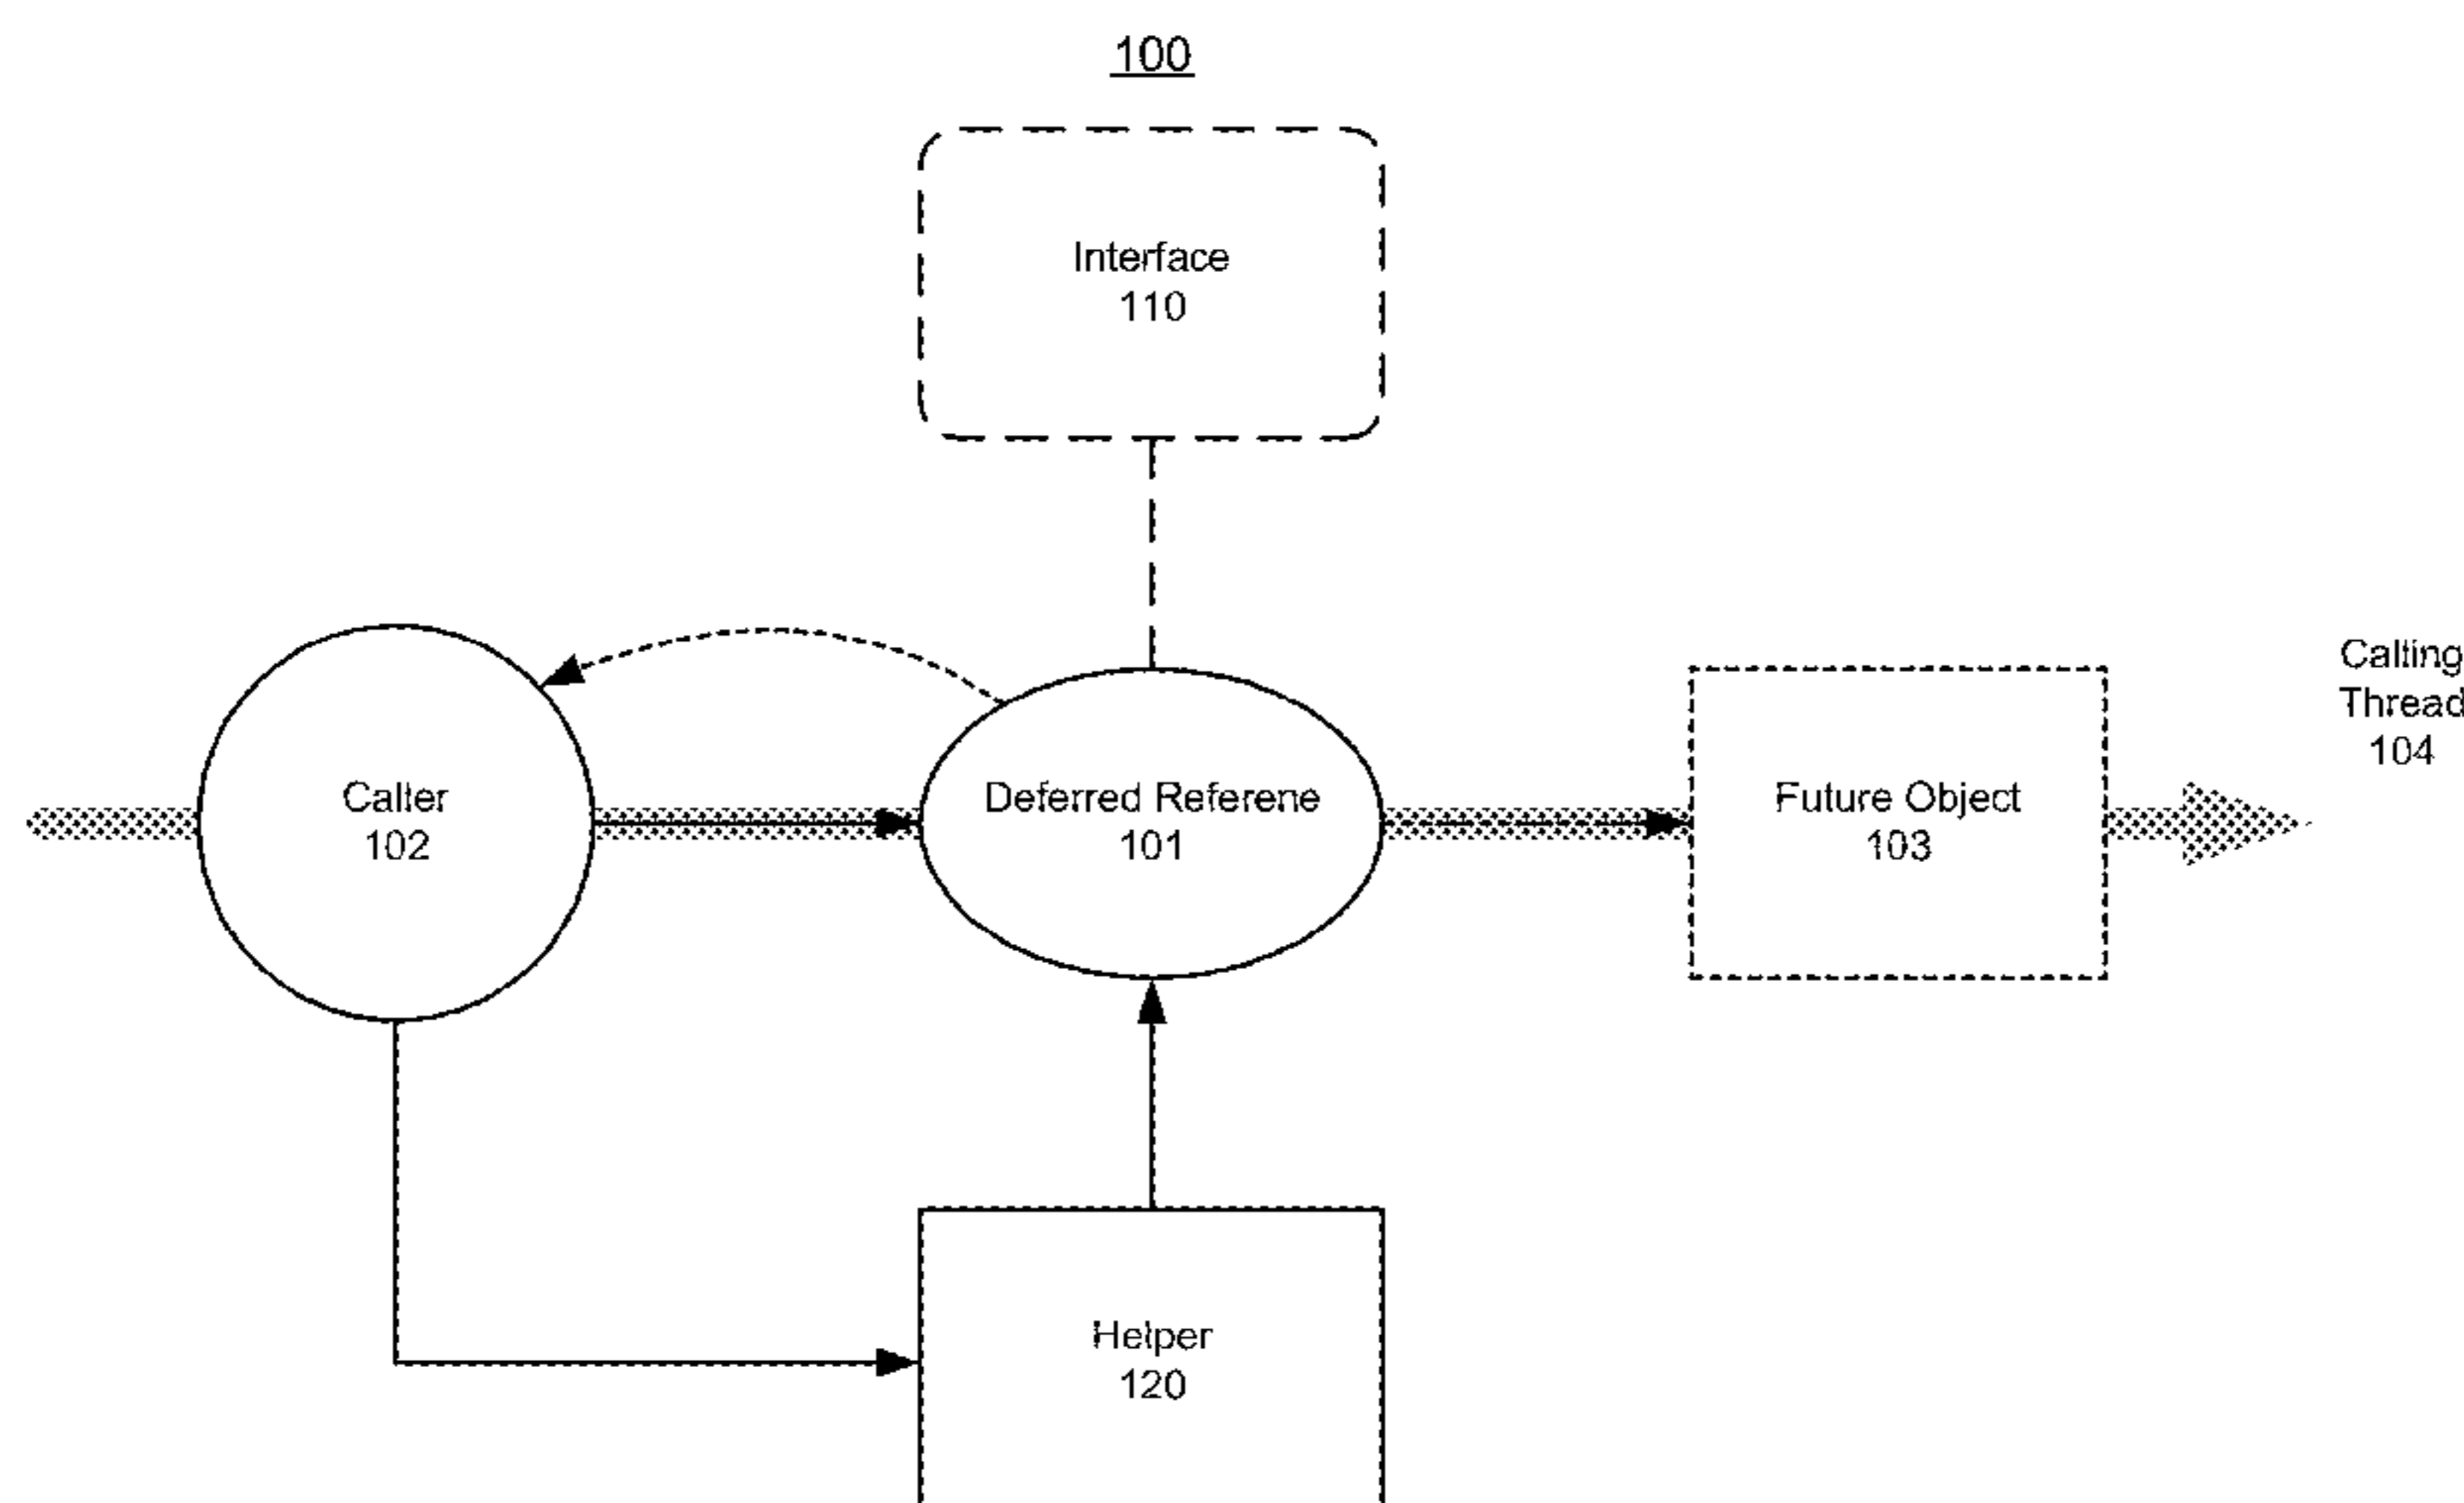 100
Interface
110
Calling
Thread
104
Caller
102
Deferred Referene
101
Future Object
103
Helper
120